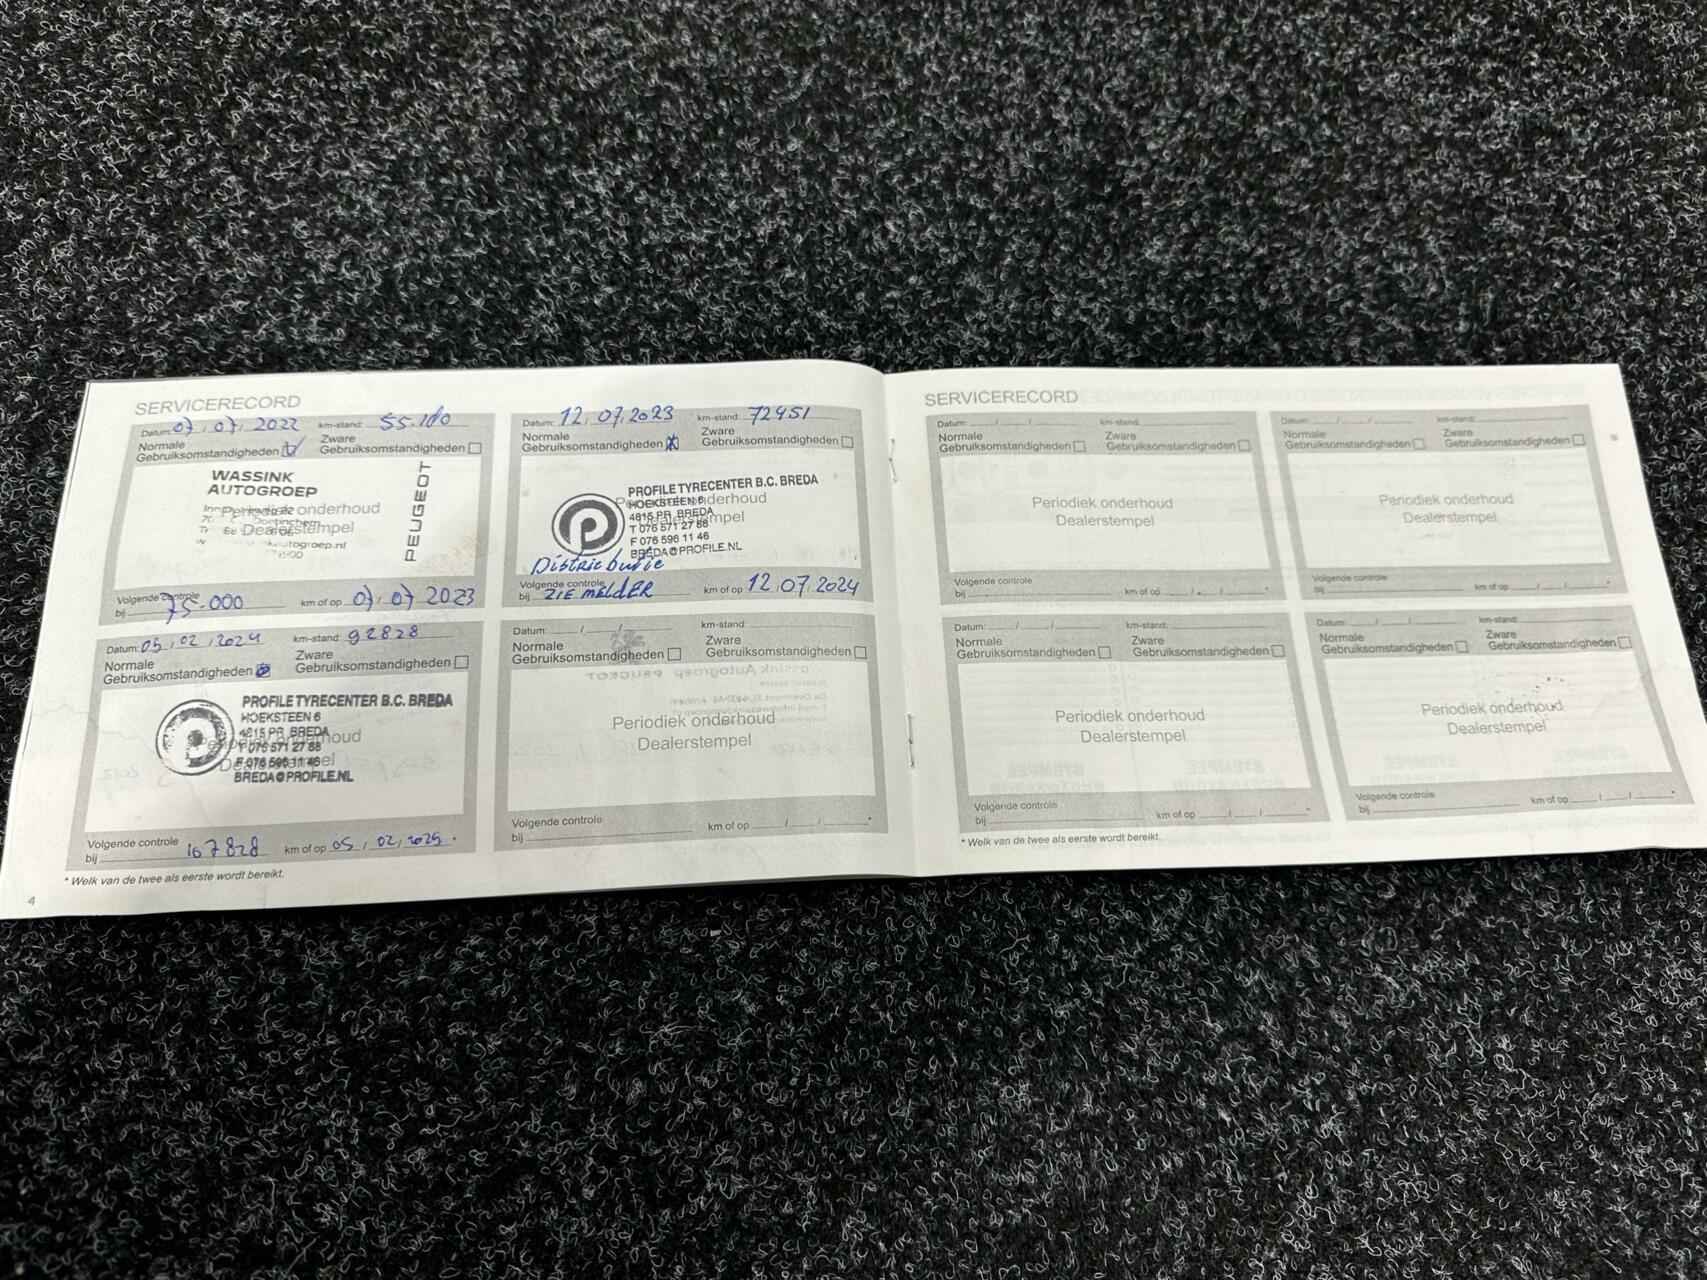 SERVICERECORD
Datum: 07, 07, 2022 km-stand: 55.180
Normale Gebruiksomstandigheden
Zware Gebruiksomstandigheden
WASSINK
AUTOGROEP
PEUGEOT
Periodiek onderhoud
Dealerstempel
Volgende controle
bij 75.000 km of op 07, 07 2023
Datum: 12, 07, 2023 km-stand: 72451
Normale Gebruiksomstandigheden
Zware Gebruiksomstandigheden
PROFILE TYRECENTER B.C. BREDA
HOEKSTEEN 6
4815 PR BREDA
T 076 571 27 88
F 076 596 11 46
BREDA@PROFILE.NL
Periodiek onderhoud
Dealerstempel
Districbutie
Volgende controle
bij ZIE MELDER km of op 12, 07, 2024
Datum: 05, 02, 2024 km-stand: 92828
Normale Gebruiksomstandigheden
Zware Gebruiksomstandigheden
PROFILE TYRECENTER B.C. BREDA
HOEKSTEEN 6
4815 PR BREDA
T 076 571 27 88
F 076 596 11 46
BREDA@PROFILE.NL
Periodiek onderhoud
Dealerstempel
Volgende controle
bij 107828 km of op 05, 02, 2025 *
Datum: / / km-stand:
Normale Gebruiksomstandigheden
Zware Gebruiksomstandigheden
Periodiek onderhoud
Dealerstempel
Volgende controle
bij km of op / / *
* Welk van de twee als eerste wordt bereikt.
4
SERVICERECORD
Datum: / / km-stand:
Normale Gebruiksomstandigheden
Zware Gebruiksomstandigheden
Periodiek onderhoud
Dealerstempel
Volgende controle
bij km of op / / *
Datum: / / km-stand:
Normale Gebruiksomstandigheden
Zware Gebruiksomstandigheden
Periodiek onderhoud
Dealerstempel
Volgende controle
bij km of op / / *
Datum: / / km-stand:
Normale Gebruiksomstandigheden
Zware Gebruiksomstandigheden
Periodiek onderhoud
Dealerstempel
Volgende controle
bij km of op / / *
Datum: / / km-stand:
Normale Gebruiksomstandigheden
Zware Gebruiksomstandigheden
Periodiek onderhoud
Dealerstempel
Volgende controle
bij km of op / / *
* Welk van de twee als eerste wordt bereikt.